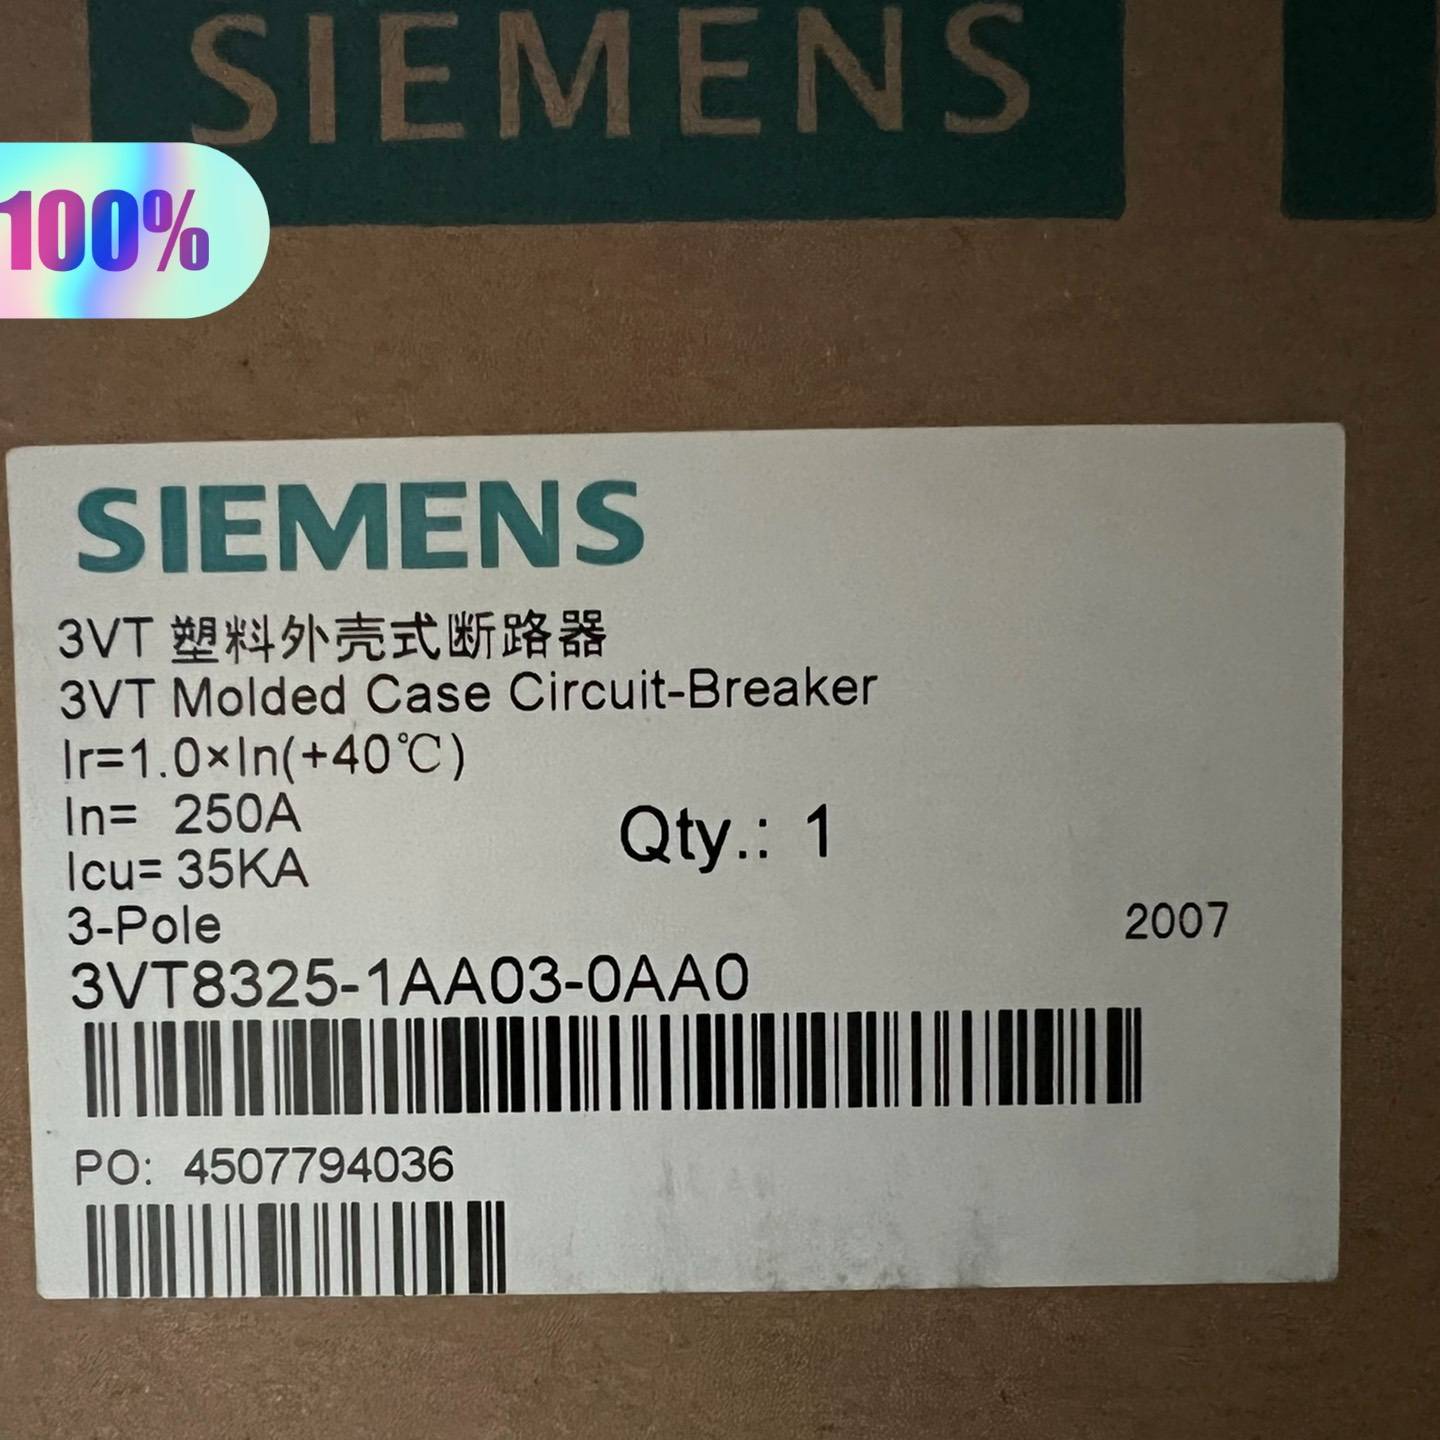 SIEMENS
100%
SIEMENS
3VT 塑料外壳式断路器
3VT Molded Case Circuit-Breaker
Ir=1.0×In(+40℃)
In= 250A
Qty.: 1
Icu= 35KA
3-Pole
2007
3VT8325-1AA03-0AA0
PO: 4507794036